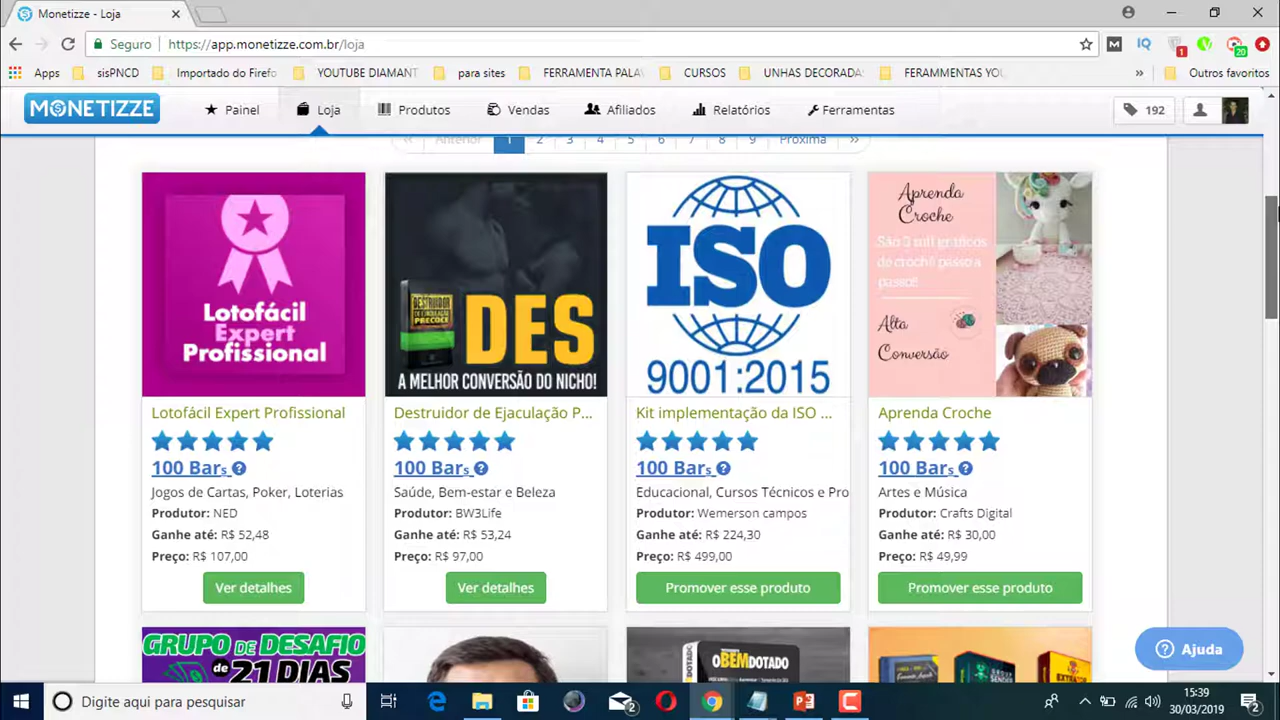 Monetizze - Loja
Seguro https://app.monetizze.com.br/loja
Apps sisPNCD Importado do Firefo YOUTUBE DIAMANT para sites FERRAMENTA PALA CURSOS UNHAS DECORADA FERAMMENTAS YOU » Outros favoritos
MONETIZZE Painel Loja Produtos Vendas Afiliados Relatórios Ferramentas 192
« Anterior 1 2 3 4 5 6 7 8 9 Próxima »
Lotofácil
Expert
Profissional
DESTRUIDOR
PRECOCE
DES
A MELHOR CONVERSÃO DO NICHO!
ISO
9001:2015
Aprenda
Croche
São 3 mil gráficos
de crochê passo a
passo!!
Alta
Conversão
Lotofácil Expert Profissional
100 Bars
Jogos de Cartas, Poker, Loterias
Produtor: NED
Ganhe até: R$ 52,48
Preço: R$ 107,00
Ver detalhes
Destruidor de Ejaculação P...
100 Bars
Saúde, Bem-estar e Beleza
Produtor: BW3Life
Ganhe até: R$ 53,24
Preço: R$ 97,00
Ver detalhes
Kit implementação da ISO ...
100 Bars
Educacional, Cursos Técnicos e Pro
Produtor: Wemerson campos
Ganhe até: R$ 224,30
Preço: R$ 499,00
Promover esse produto
Aprenda Croche
100 Bars
Artes e Música
Produtor: Crafts Digital
Ganhe até: R$ 30,00
Preço: R$ 49,99
Promover esse produto
GRUPO DE DESAFIO
de 21 DIAS
O BEM DOTADO
Ajuda
Digite aqui para pesquisar
15:39
30/03/2019